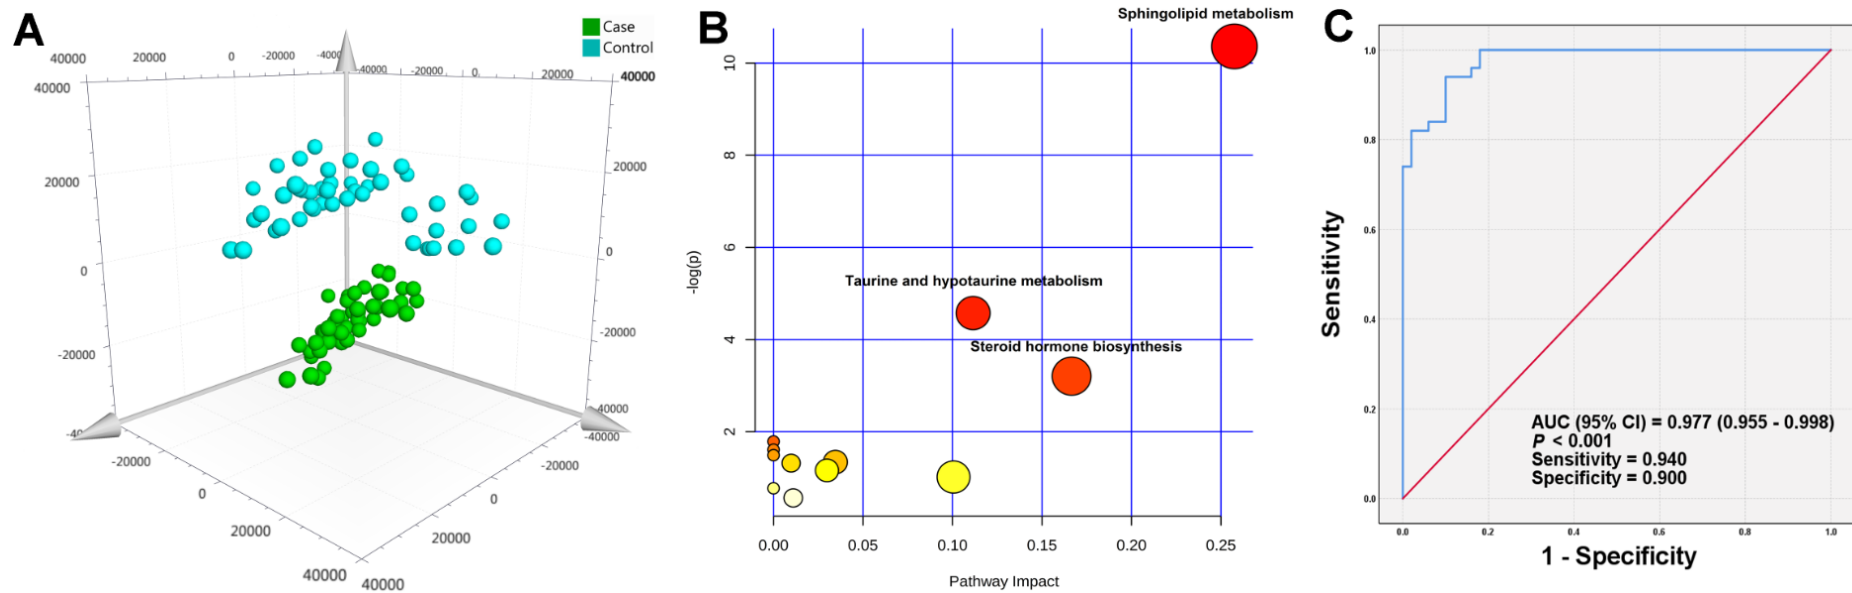 A
Case
Control
40000
20000
0
-20000
-40000
-20000
0
20000
40000
40000
20000
0
-20000
20000
0
-20000
-40000
-20000
0
20000
40000
-40000
-20000
0
20000
40000
B
Sphingolipid metabolism
Taurine and hypotaurine metabolism
Steroid hormone biosynthesis
-log(p)
10
8
6
4
2
0.00 0.05 0.10 0.15 0.20 0.25
Pathway Impact
C
Sensitivity
1.0
0.8
0.6
0.4
0.2
0.0
AUC (95% CI) = 0.977 (0.955 - 0.998)
P < 0.001
Sensitivity = 0.940
Specificity = 0.900
0.0 0.2 0.4 0.6 0.8 1.0
1 - Specificity